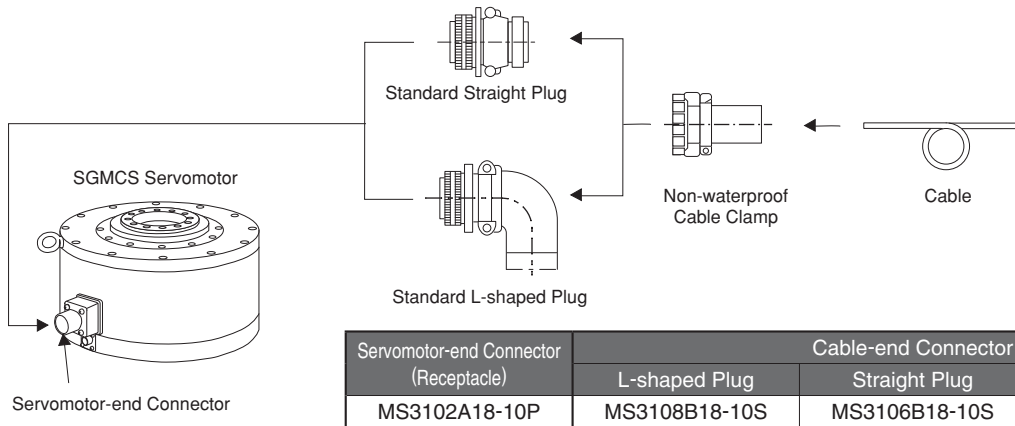 Standard Straight Plug
SGMCS Servomotor
Non-waterproof
Cable Clamp
Cable
Standard L-shaped Plug
Servomotor-end Connector
Servomotor-end Connector
(Receptacle)
Cable-end Connector
L-shaped Plug
Straight Plug
MS3102A18-10P
MS3108B18-10S
MS3106B18-10S